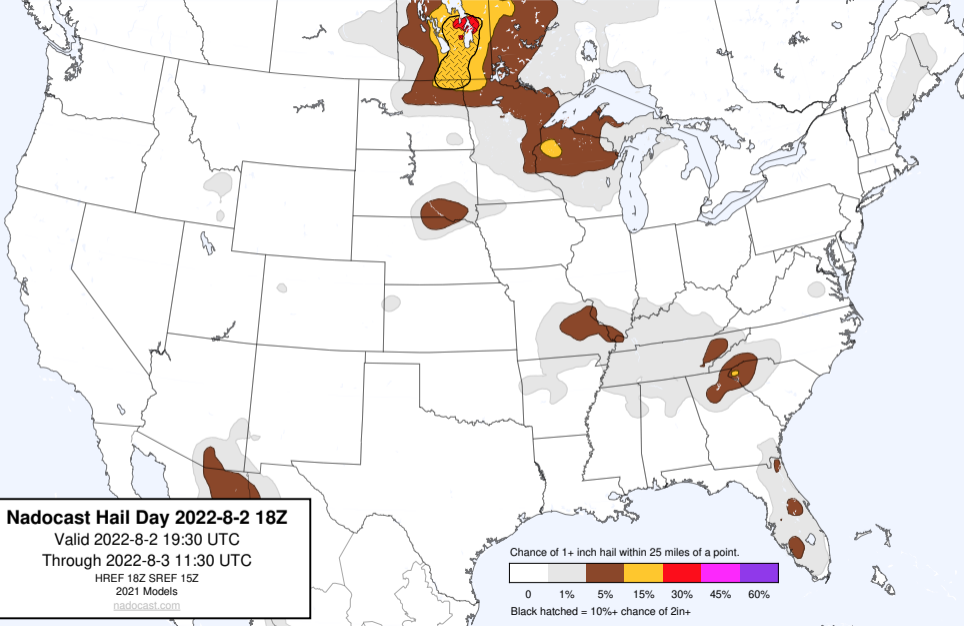 Nadocast Hail Day 2022-8-2 18Z
Valid 2022-8-2 19:30 UTC
Through 2022-8-3 11:30 UTC
HREF 18Z SREF 15Z
2021 Models
nadocast.com
Chance of 1+ inch hail within 25 miles of a point.
0 1% 5% 15% 30% 45% 60%
Black hatched = 10%+ chance of 2in+